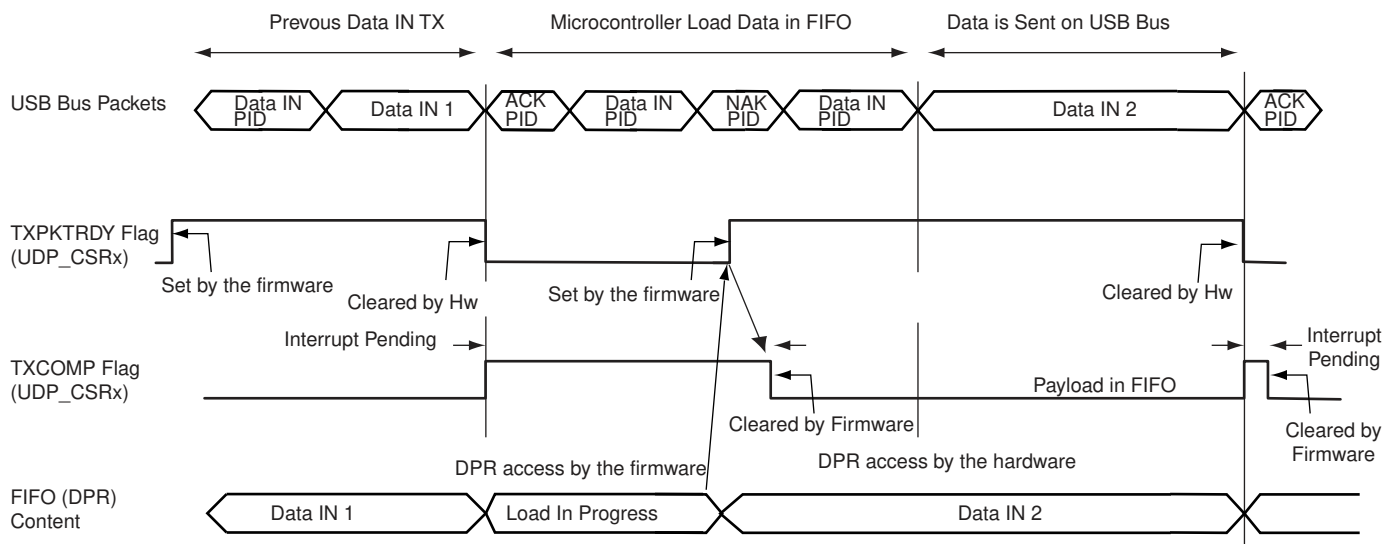 Prevous Data IN TX
Microcontroller Load Data in FIFO
Data is Sent on USB Bus
USB Bus Packets
Data IN
PID
Data IN 1
ACK
PID
Data IN
PID
NAK
PID
Data IN
PID
Data IN 2
ACK
PID
TXPKTRDY Flag
(UDP_CSRx)
Set by the firmware
Cleared by Hw
Set by the firmware
Cleared by Hw
Interrupt Pending
Interrupt
Pending
TXCOMP Flag
(UDP_CSRx)
Payload in FIFO
Cleared by Firmware
Cleared by
Firmware
DPR access by the firmware
DPR access by the hardware
FIFO (DPR)
Content
Data IN 1
Load In Progress
Data IN 2